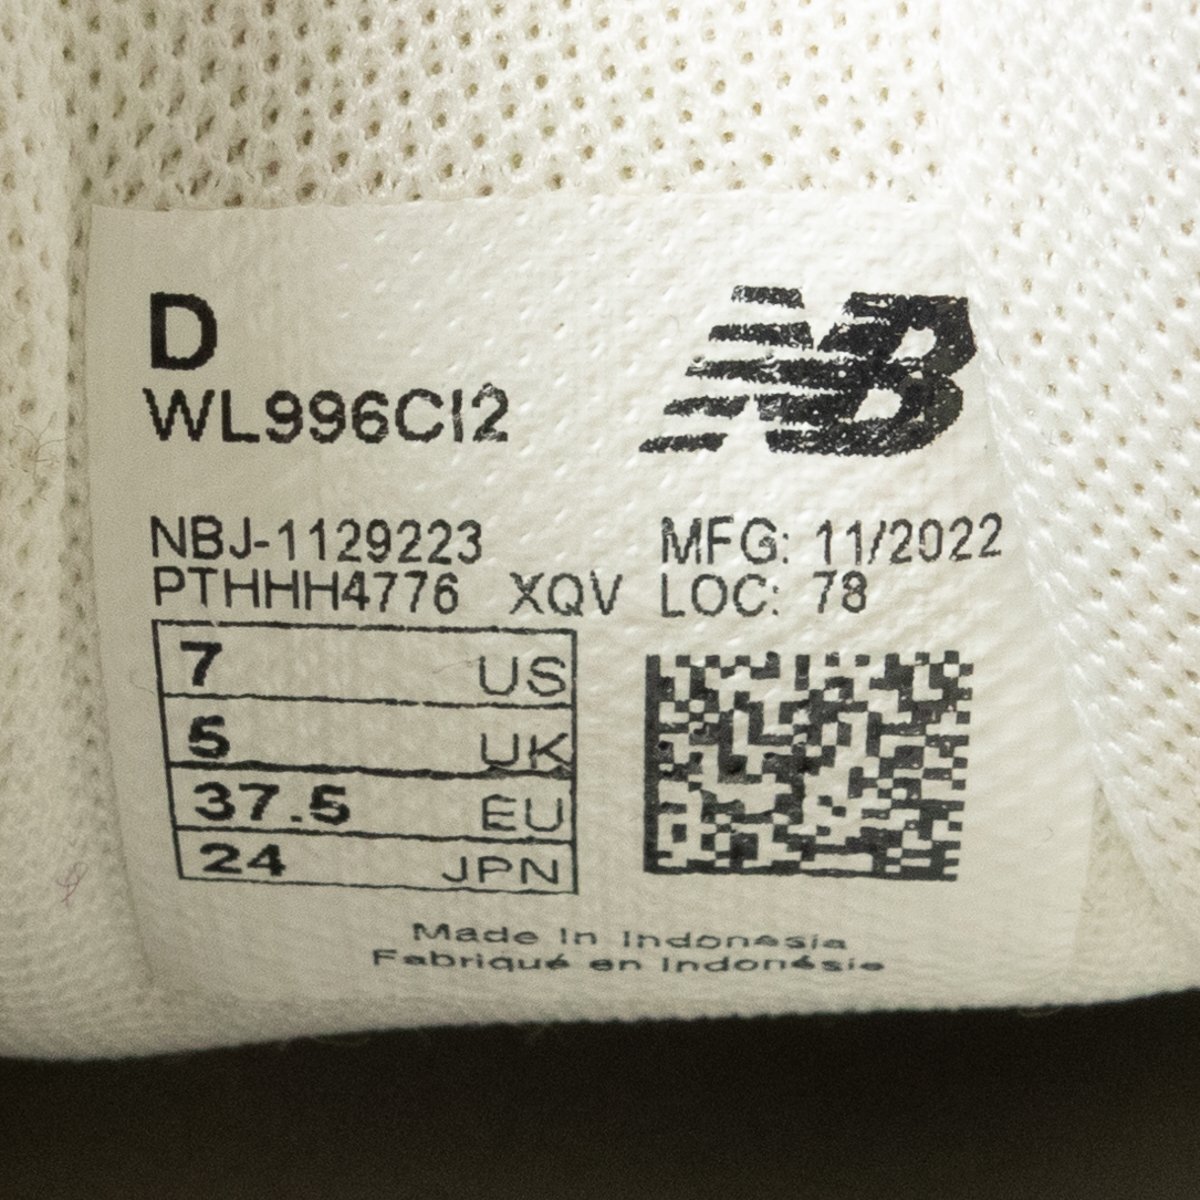 D
NB
WL996CI2
NBJ-1129223 MFG: 11/2022
PTHHH4776 XQV LOC: 78
7 US
5 UK
37.5 EU
24 JPN
Made in Indonesia
Fabriqué en Indonésie